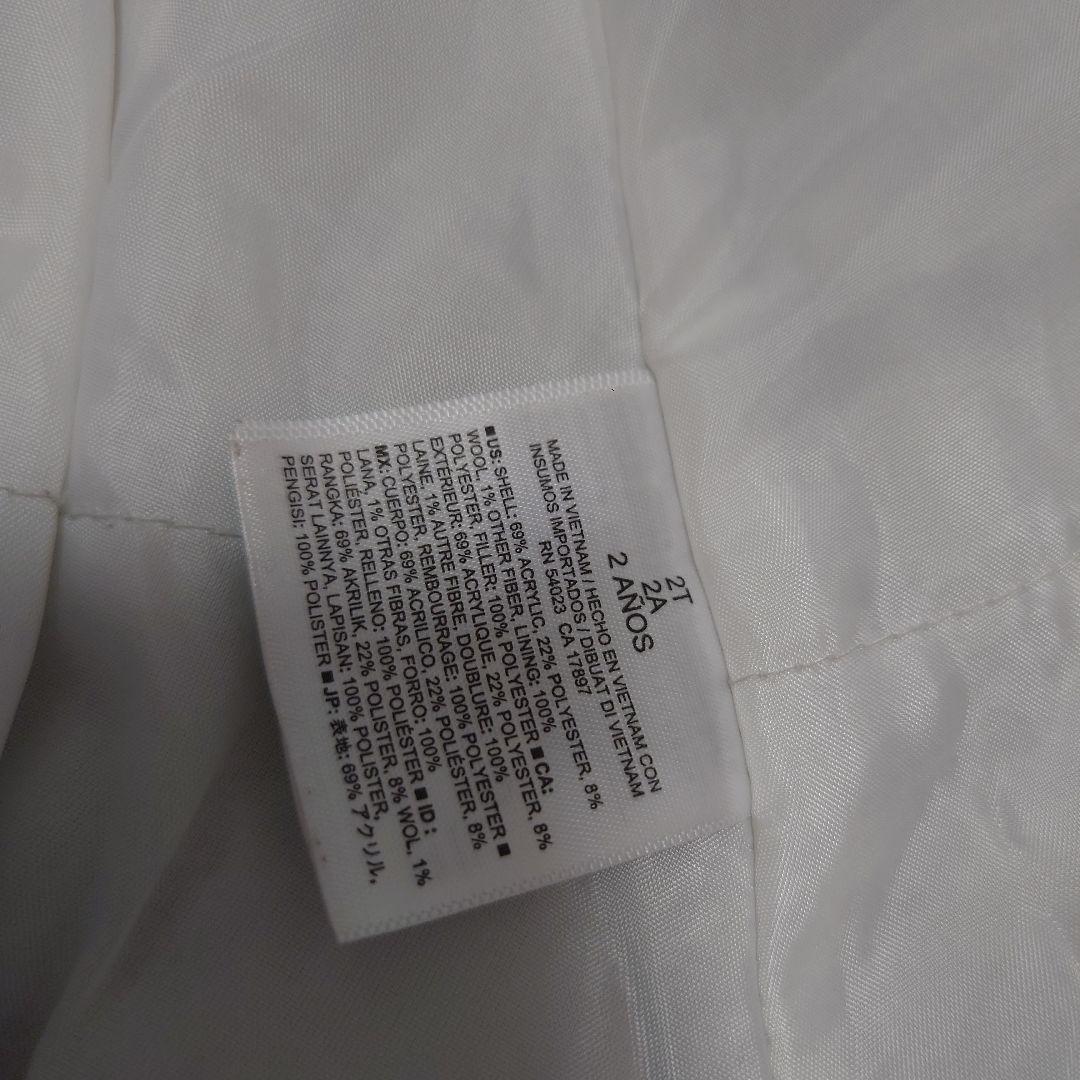 2T
2A
2 AÑOS
MADE IN VIETNAM / HECHO EN VIETNAM CON
INSUMOS IMPORTADOS / DIBUAT DI VIETNAM
RN 54023 CA 17897
■US: SHELL: 69% ACRYLIC, 22% POLYESTER, 8%
WOOL, 1% OTHER FIBER, LINING: 100%
POLYESTER, FILLER: 100% POLYESTER ■ CA:
EXTÉRIEUR: 69% ACRYLIQUE, 22% POLYESTER, 8%
LAINE, 1% AUTRE FIBRE, DOUBLURE: 100%
POLYESTER, REMBOURRAGE: 100% POLYESTER ■
MX: CUERPO: 69% ACRILICO, 22% POLIÉSTER, 8%
LANA, 1% OTRAS FIBRAS, FORRO: 100%
POLIÉSTER, RELLENO: 100% POLIÉSTER ■ ID :
RANGKA: 69% AKRILIK, 22% POLISTER, 8% WOL, 1%
SERAT LAINNYA, LAPISAN: 100% POLISTER,
PENGISI: 100% POLISTER ■ JP: 表地: 69% アクリル,